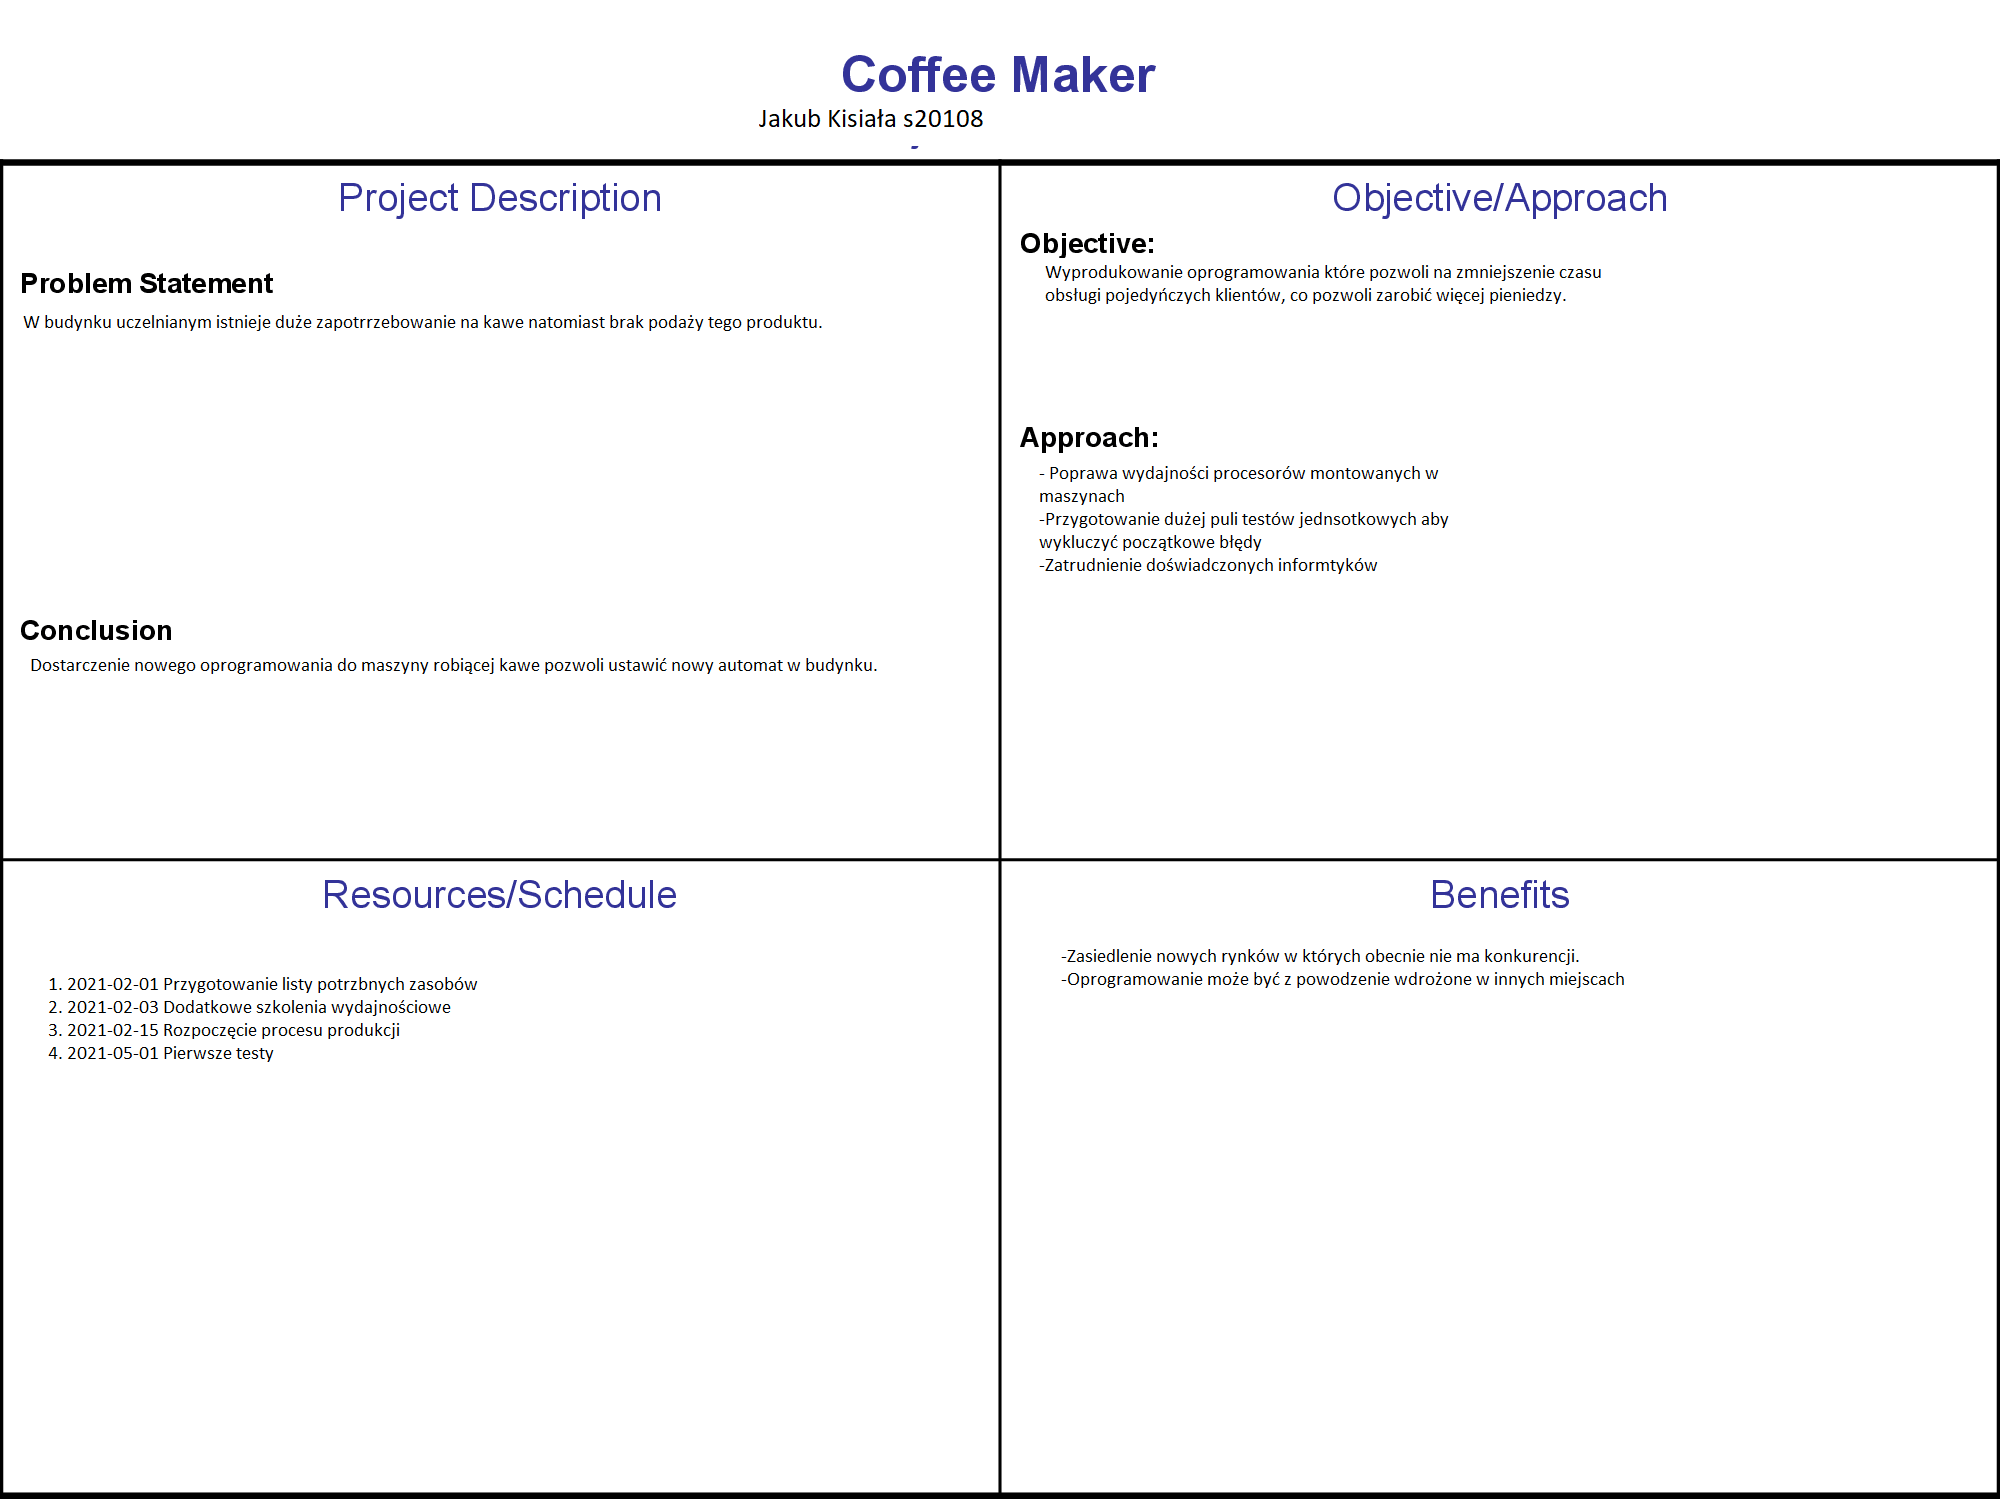 Coffee Maker
Jakub Kisiała s20108
Project Description
Problem Statement
W budynku uczelnianym istnieje duże zapotrrzebowanie na kawe natomiast brak podaży tego produktu.
Conclusion
Dostarczenie nowego oprogramowania do maszyny robiącej kawe pozwoli ustawić nowy automat w budynku.
Objective/Approach
Objective:
Wyprodukowanie oprogramowania które pozwoli na zmniejszenie czasu
obsługi pojedyńczych klientów, co pozwoli zarobić więcej pieniedzy.
Approach:
- Poprawa wydajności procesorów montowanych w
maszynach
-Przygotowanie dużej puli testów jednsotkowych aby
wykluczyć początkowe błędy
-Zatrudnienie doświadczonych informtyków
Resources/Schedule
1. 2021-02-01 Przygotowanie listy potrzbnych zasobów
2. 2021-02-03 Dodatkowe szkolenia wydajnościowe
3. 2021-02-15 Rozpoczęcie procesu produkcji
4. 2021-05-01 Pierwsze testy
Benefits
-Zasiedlenie nowych rynków w których obecnie nie ma konkurencji.
-Oprogramowanie może być z powodzenie wdrożone w innych miejscach